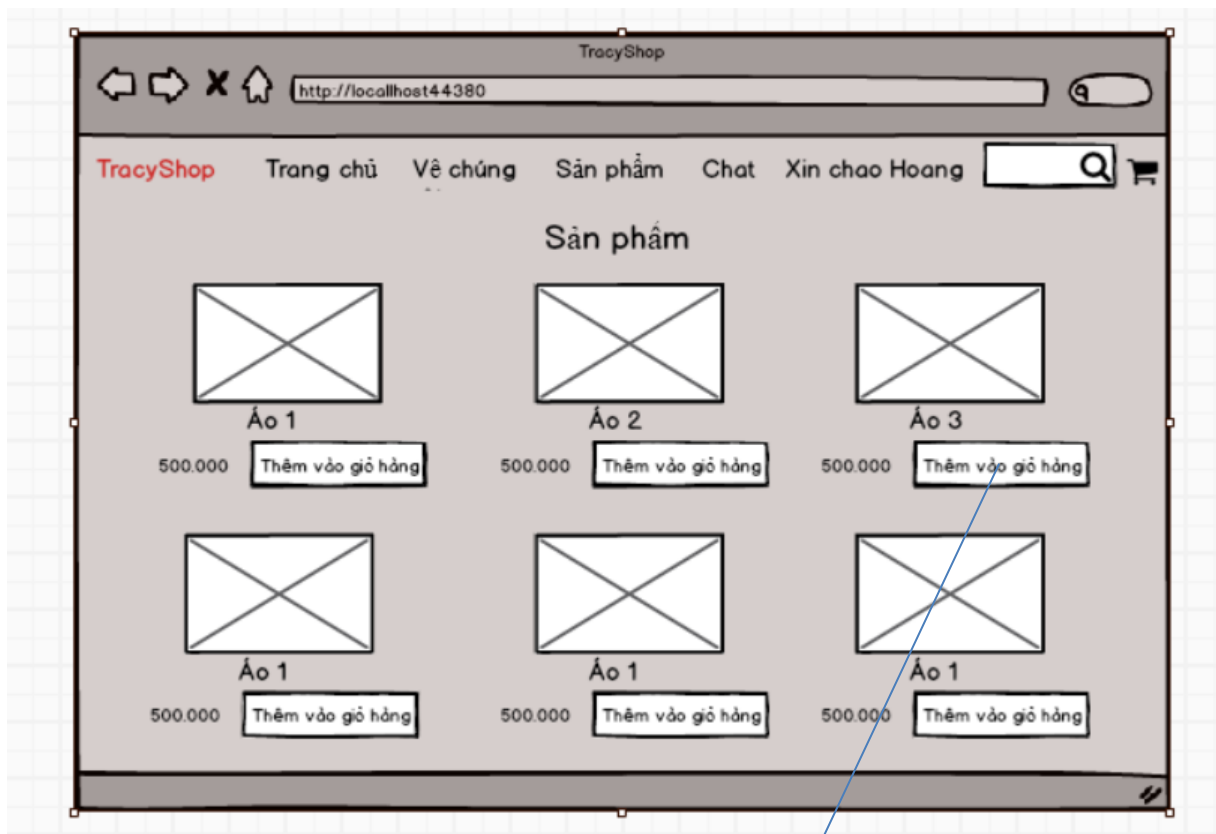 TracyShop
http://locallhost44380
TracyShop Trang chủ Vê chúng Sản phẩm Chat Xin chao Hoang
Sản phẩm
Áo 1 Áo 2 Áo 3
500.000 Thêm vào giỏ hàng 500.000 Thêm vào giỏ hàng 500.000 Thêm vào giỏ hàng
Áo 1 Áo 1 Áo 1
500.000 Thêm vào giỏ hàng 500.000 Thêm vào giỏ hàng 500.000 Thêm vào giỏ hàng